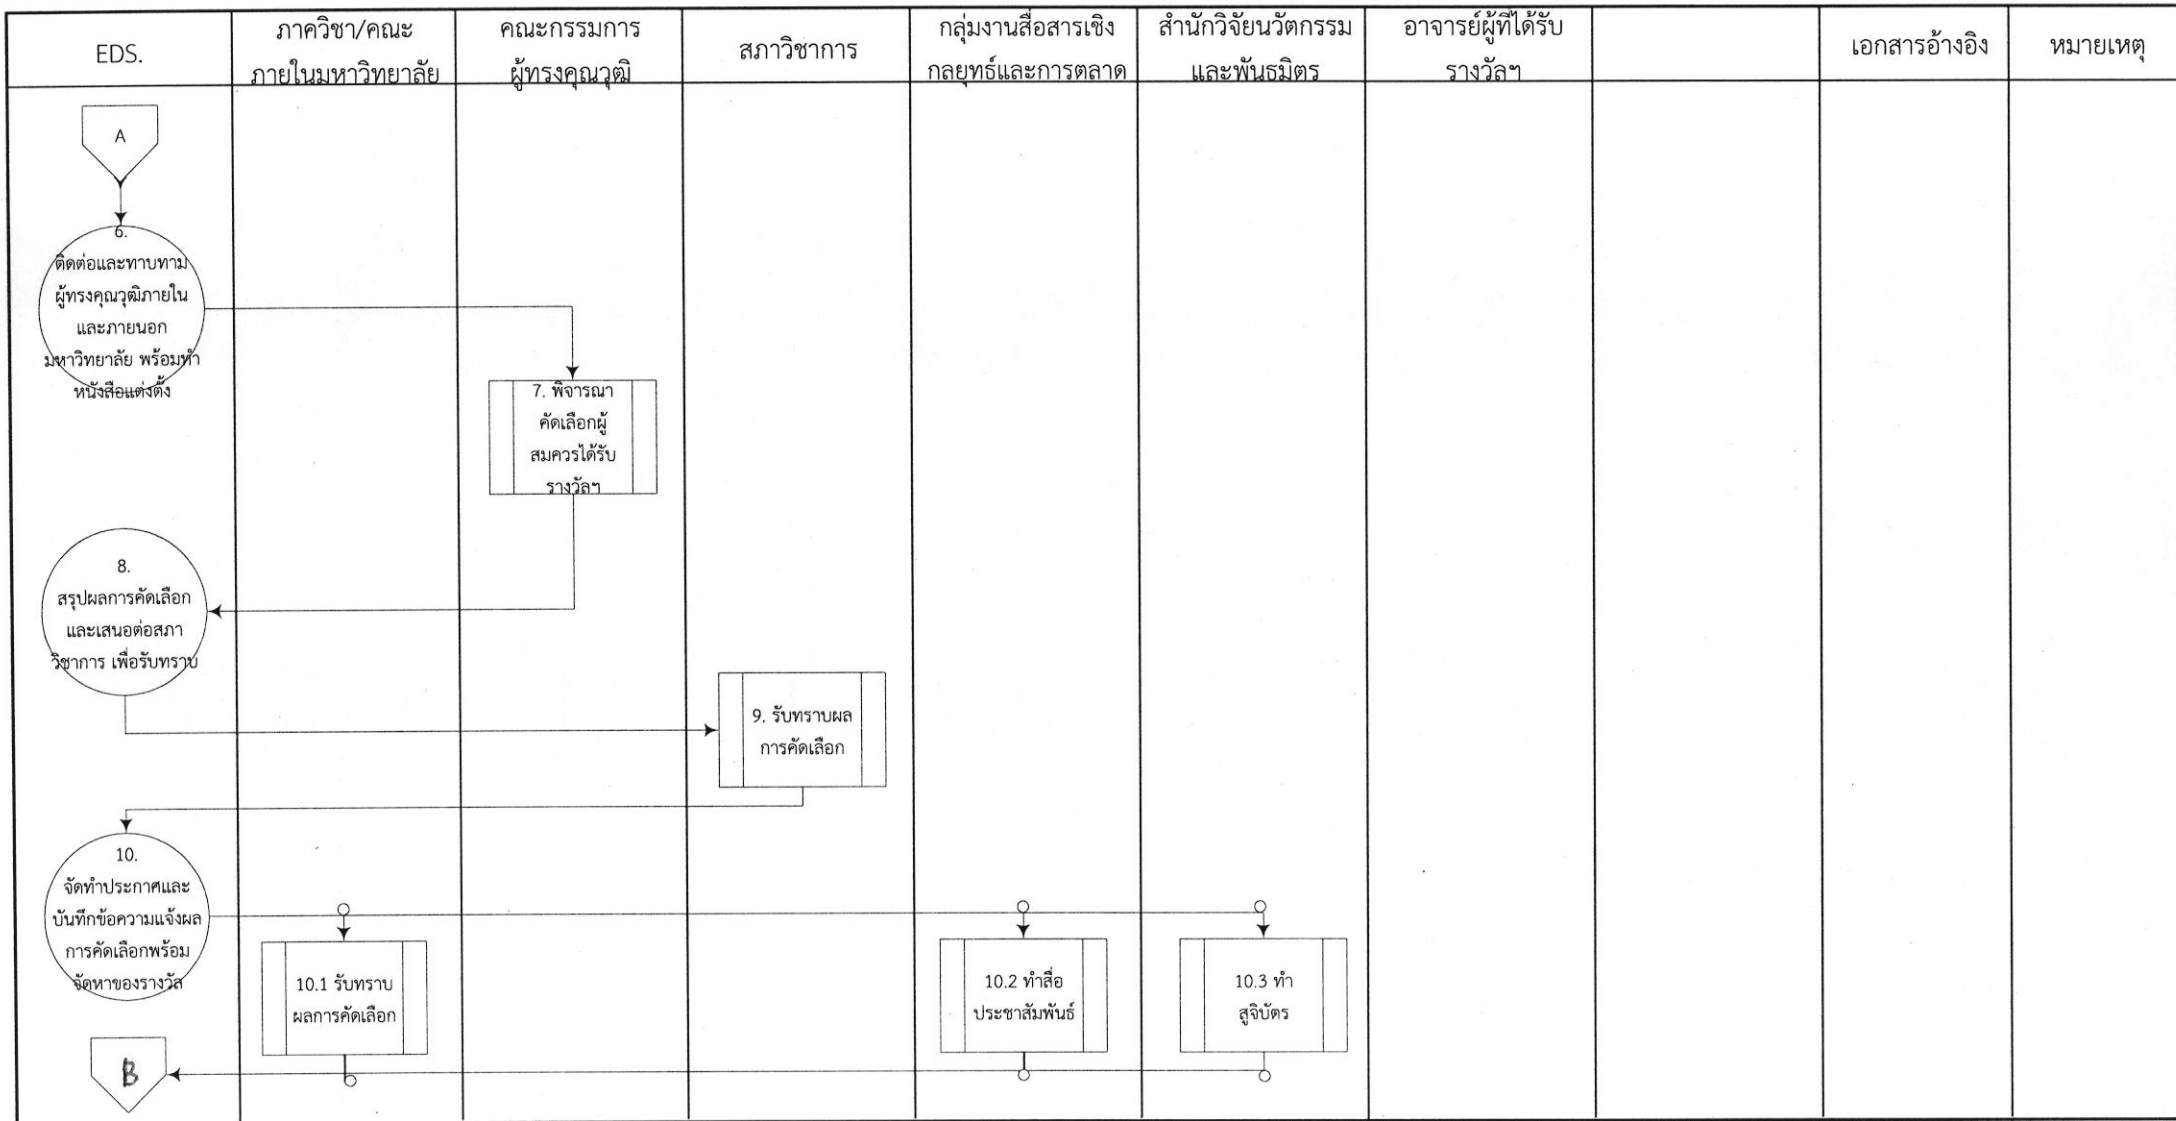 EDS.
ภาควิชา/คณะ
ภายในมหาวิทยาลัย
คณะกรรมการ
ผู้ทรงคุณวุฒิ
สภาวิชาการ
กลุ่มงานสื่อสารเชิง
กลยุทธ์และการตลาด
สำนักวิจัยนวัตกรรม
และพันธมิตร
อาจารย์ผู้ที่ได้รับ
รางวัลฯ
เอกสารอ้างอิง
หมายเหตุ
A
6.
ติดต่อและทาบทาม
ผู้ทรงคุณวุฒิภายใน
และภายนอก
มหาวิทยาลัย พร้อมทำ
หนังสือแต่งตั้ง
7. พิจารณา
คัดเลือกผู้
สมควรได้รับ
รางวัลฯ
8.
สรุปผลการคัดเลือก
และเสนอต่อสภา
วิชาการ เพื่อรับทราบ
9. รับทราบผล
การคัดเลือก
10.
จัดทำประกาศและ
บันทึกข้อความแจ้งผล
การคัดเลือกพร้อม
จัดหาของรางวัล
10.1 รับทราบ
ผลการคัดเลือก
10.2 ทำสื่อ
ประชาสัมพันธ์
10.3 ทำ
สูจิบัตร
B